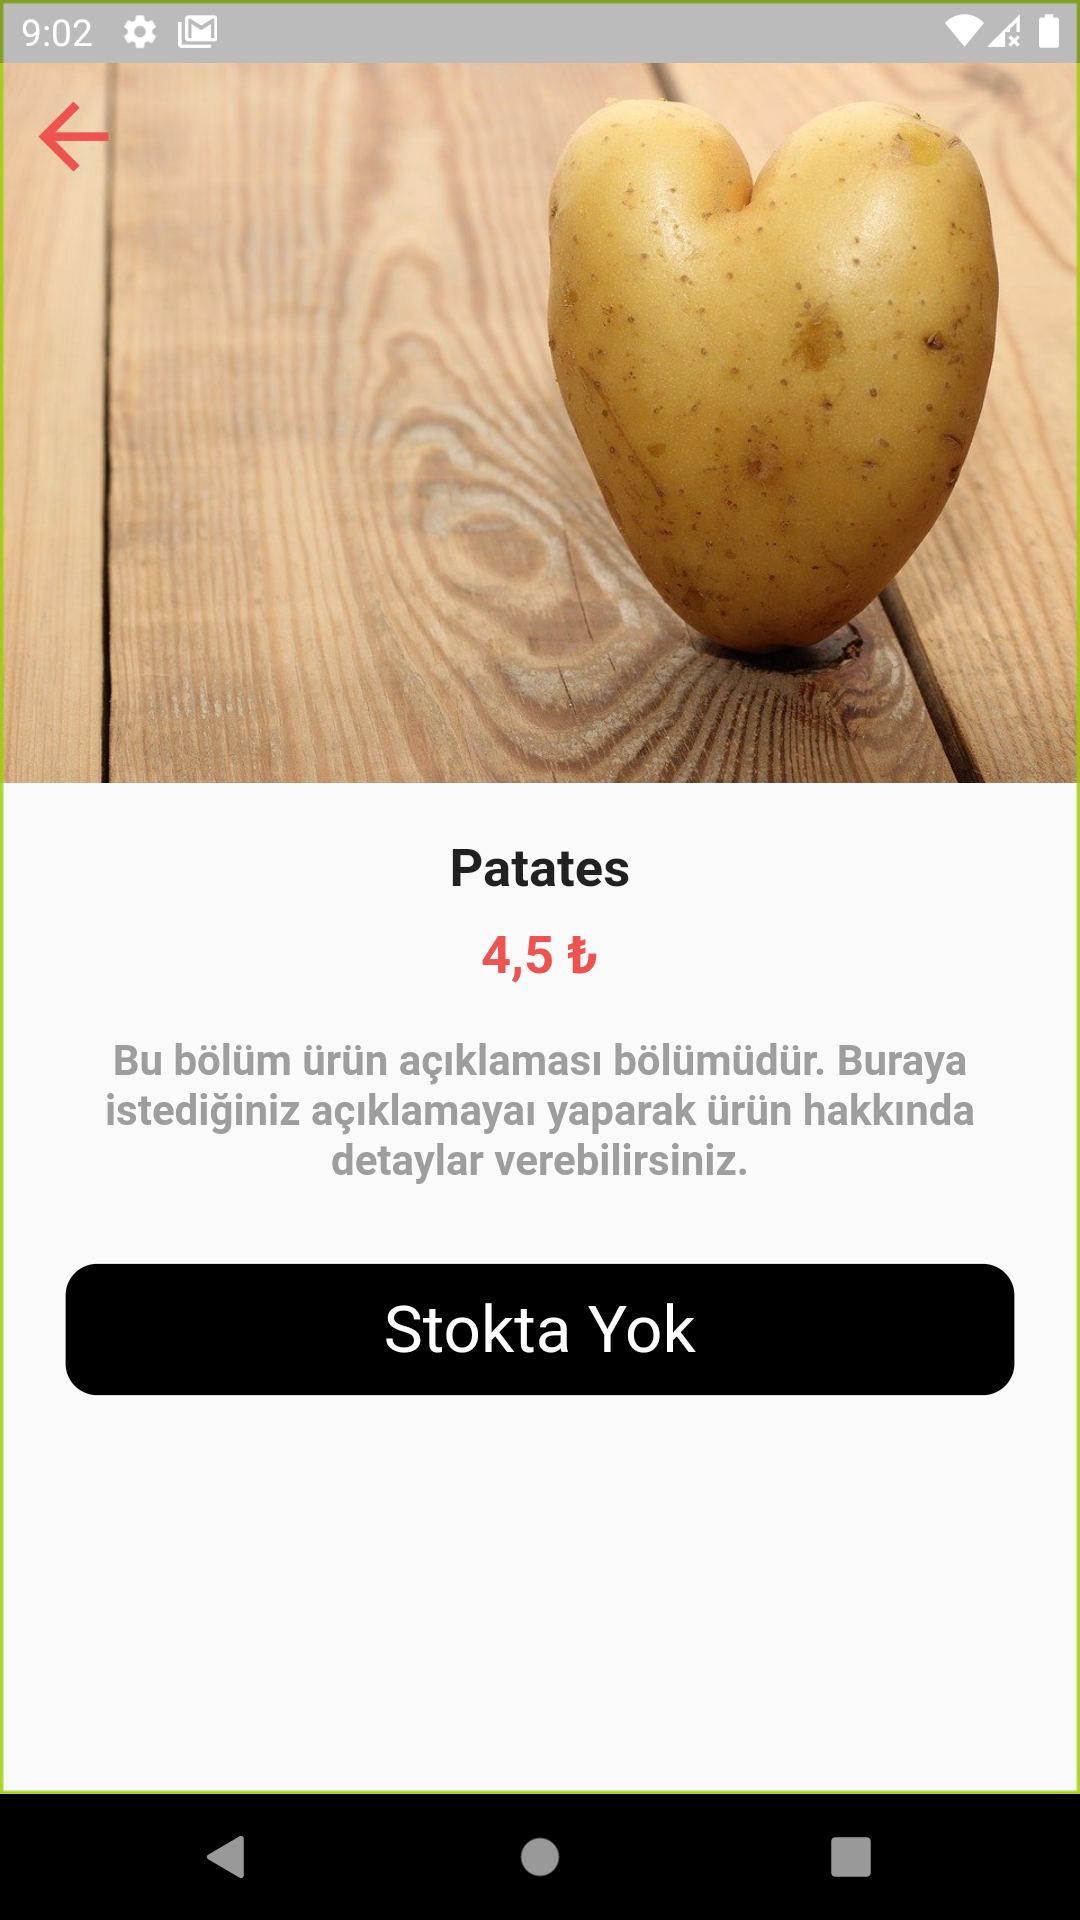 9:02
Patates
4,5 ₺
Bu bölüm ürün açıklaması bölümüdür. Buraya
istediğiniz açıklamayaı yaparak ürün hakkında
detaylar verebilirsiniz.
Stokta Yok